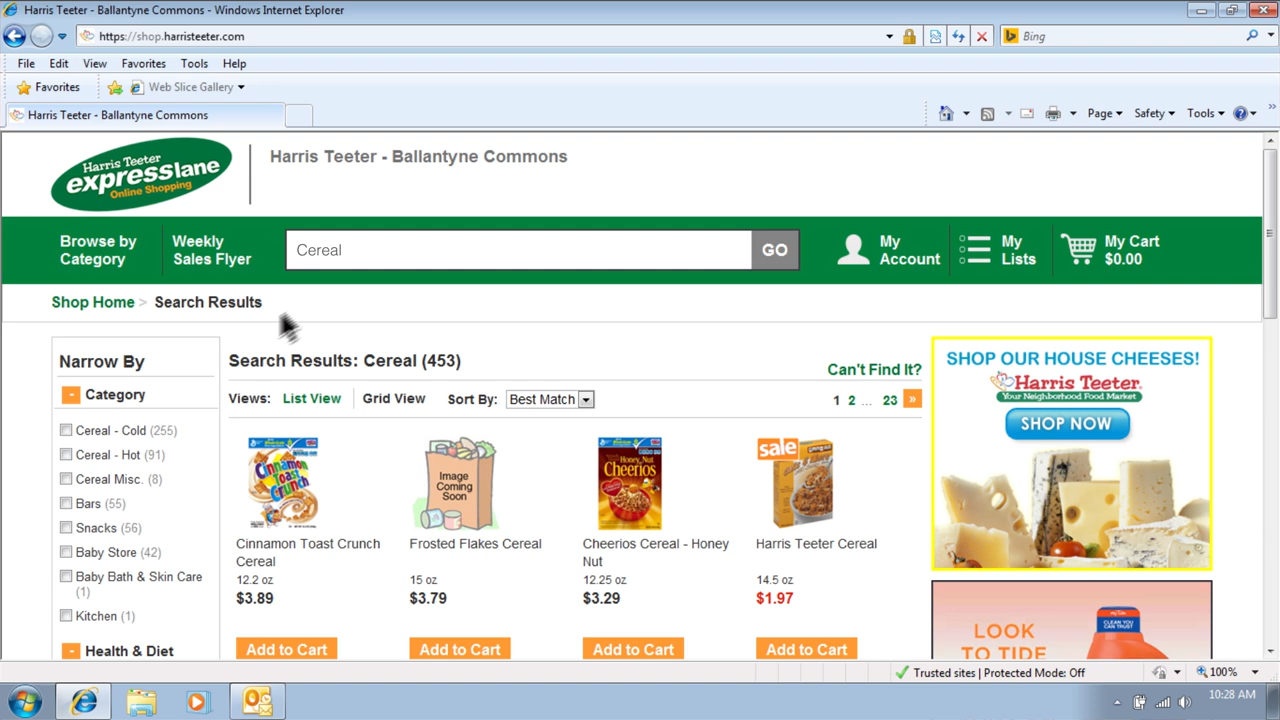 Harris Teeter - Ballantyne Commons - Windows Internet Explorer
https://shop.harristeeter.com
Bing
File Edit View Favorites Tools Help
Favorites Web Slice Gallery
Harris Teeter - Ballantyne Commons
Page Safety Tools
Harris Teeter
expresslane
Online Shopping
Harris Teeter - Ballantyne Commons
Browse by
Category
Weekly
Sales Flyer
Cereal
GO
My
Account
My
Lists
My Cart
$0.00
Shop Home > Search Results
Narrow By
- Category
Cereal - Cold (255)
Cereal - Hot (91)
Cereal Misc. (8)
Bars (55)
Snacks (56)
Baby Store (42)
Baby Bath & Skin Care
(1)
Kitchen (1)
- Health & Diet
Search Results: Cereal (453)
Can't Find It?
Views: List View Grid View Sort By: Best Match
1 2 ... 23 »
Cinnamon Toast Crunch
Image
Coming
Soon
Honey Nut
Cheerios
sale
Cinnamon Toast Crunch
Cereal
12.2 oz
$3.89
Add to Cart
Frosted Flakes Cereal
15 oz
$3.79
Add to Cart
Cheerios Cereal - Honey
Nut
12.25 oz
$3.29
Add to Cart
Harris Teeter Cereal
14.5 oz
$1.97
Add to Cart
SHOP OUR HOUSE CHEESES!
Harris Teeter
Your Neighborhood Food Market
SHOP NOW
LOOK
TO TIDE
CLEAN YOU
CAN TRUST
Trusted sites | Protected Mode: Off
100%
10:28 AM